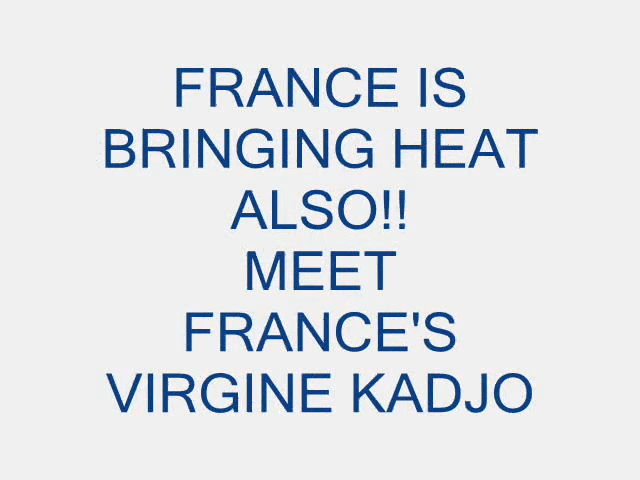 FRANCE IS
BRINGING HEAT
ALSO!!
MEET
FRANCE'S
VIRGINE KADJO